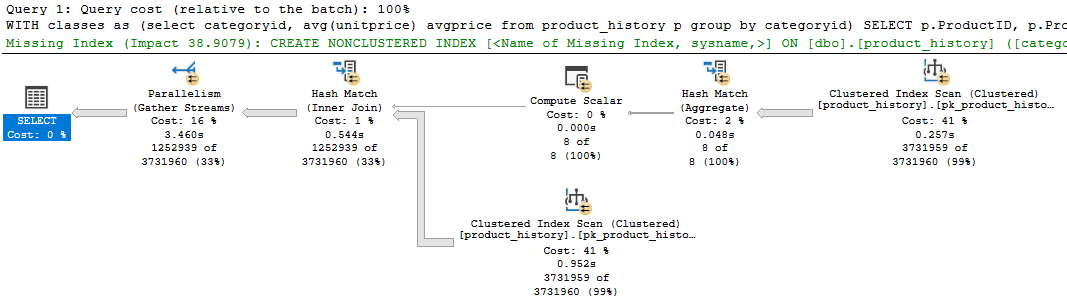 Query 1: Query cost (relative to the batch): 100%
WITH classes as (select categoryid, avg(unitprice) avgprice from product_history p group by categoryid) SELECT p.ProductID, p.Pro
Missing Index (Impact 38.9079): CREATE NONCLUSTERED INDEX [<Name of Missing Index, sysname,>] ON [dbo].[product_history] ([categ
SELECT
Cost: 0 %
Parallelism
(Gather Streams)
Cost: 16 %
3.460s
1252939 of
3731960 (33%)
Hash Match
(Inner Join)
Cost: 1 %
0.544s
1252939 of
3731960 (33%)
Compute Scalar
Cost: 0 %
0.000s
8 of
8 (100%)
Hash Match
(Aggregate)
Cost: 2 %
0.048s
8 of
8 (100%)
Clustered Index Scan (Clustered)
[product_history].[pk_product_histo…
Cost: 41 %
0.257s
3731959 of
3731960 (99%)
Clustered Index Scan (Clustered)
[product_history].[pk_product_histo…
Cost: 41 %
0.952s
3731959 of
3731960 (99%)